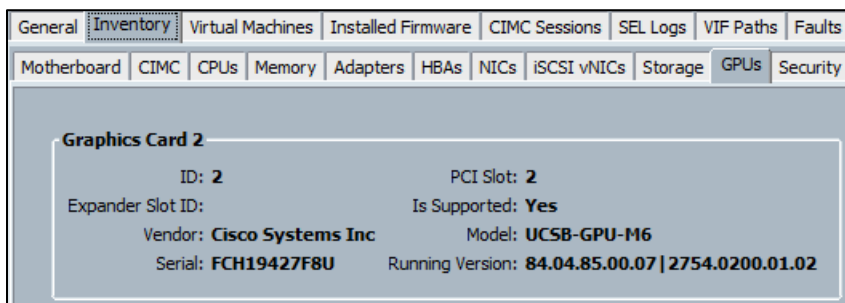 General Inventory Virtual Machines Installed Firmware CIMC Sessions SEL Logs VIF Paths Faults
Motherboard CIMC CPUs Memory Adapters HBAs NICs iSCSI vNICs Storage GPUs Security
Graphics Card 2
ID: 2 PCI Slot: 2
Expander Slot ID: Is Supported: Yes
Vendor: Cisco Systems Inc Model: UCSB-GPU-M6
Serial: FCH19427F8U Running Version: 84.04.85.00.07|2754.0200.01.02